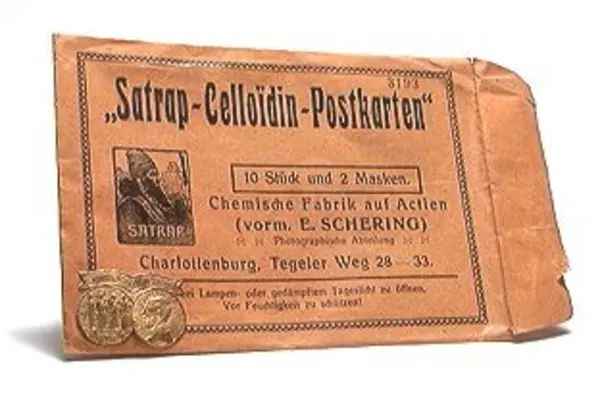 3193
„Satrap-Celloïdin-Postkarten“
10 Stück und 2 Masken.
SATRAP
Chemische Fabrik auf Actien
(vorm. E. SCHERING)
Photographische Abteilung
Charlottenburg, Tegeler Weg 28—33.
bei Lampen- oder gedämpftem Tageslicht zu öffnen.
Vor Feuchtigkeit zu schützen!